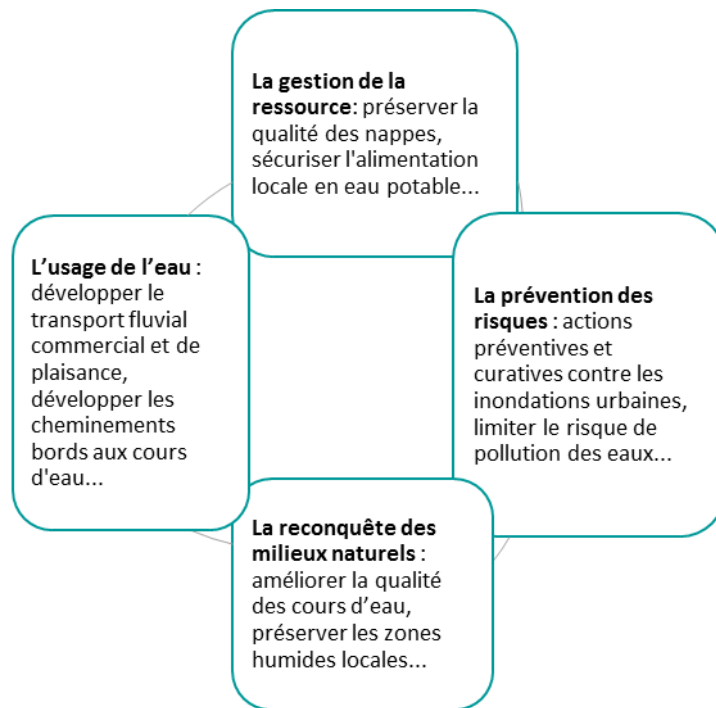 La gestion de la
ressource: préserver la
qualité des nappes,
sécuriser l'alimentation
locale en eau potable...
L’usage de l’eau :
développer le
transport fluvial
commercial et de
plaisance,
développer les
cheminements
bords aux cours
d'eau...
La prévention des
risques : actions
préventives et
curatives contre les
inondations urbaines,
limiter le risque de
pollution des eaux...
La reconquête des
milieux naturels :
améliorer la qualité
des cours d’eau,
préserver les zones
humides locales...